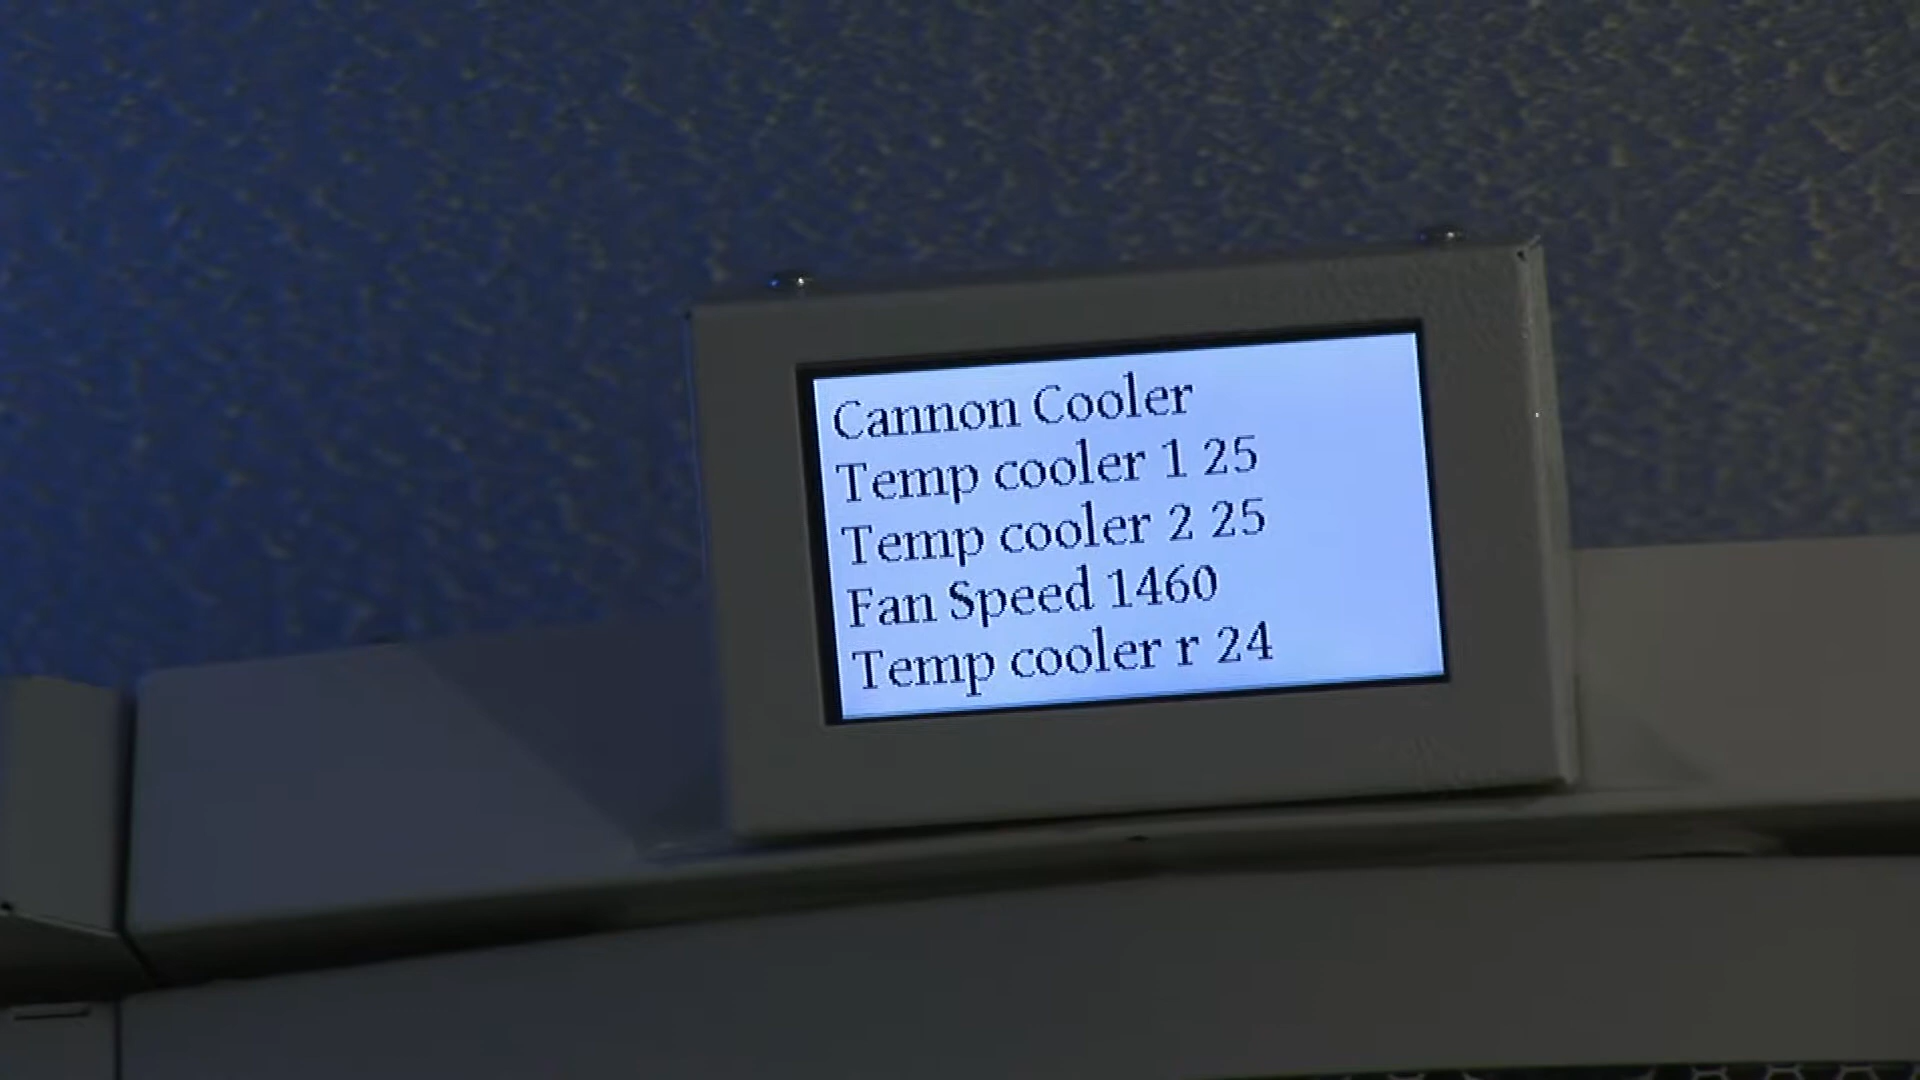 Cannon Cooler
Temp cooler 1 25
Temp cooler 2 25
Fan Speed 1460
Temp cooler r 24